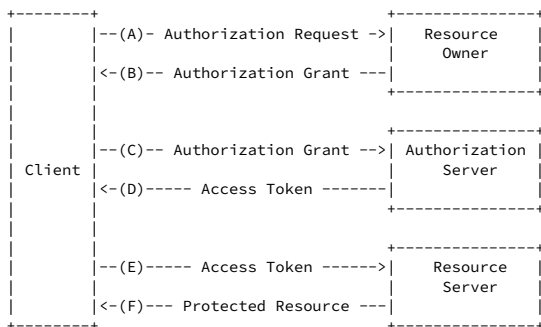 --(A)- Authorization Request -> Resource
Owner
<-(B)-- Authorization Grant ---
--(C)-- Authorization Grant --> Authorization
Client Server
<-(D)----- Access Token -------
--(E)----- Access Token ------> Resource
Server
<-(F)--- Protected Resource ---